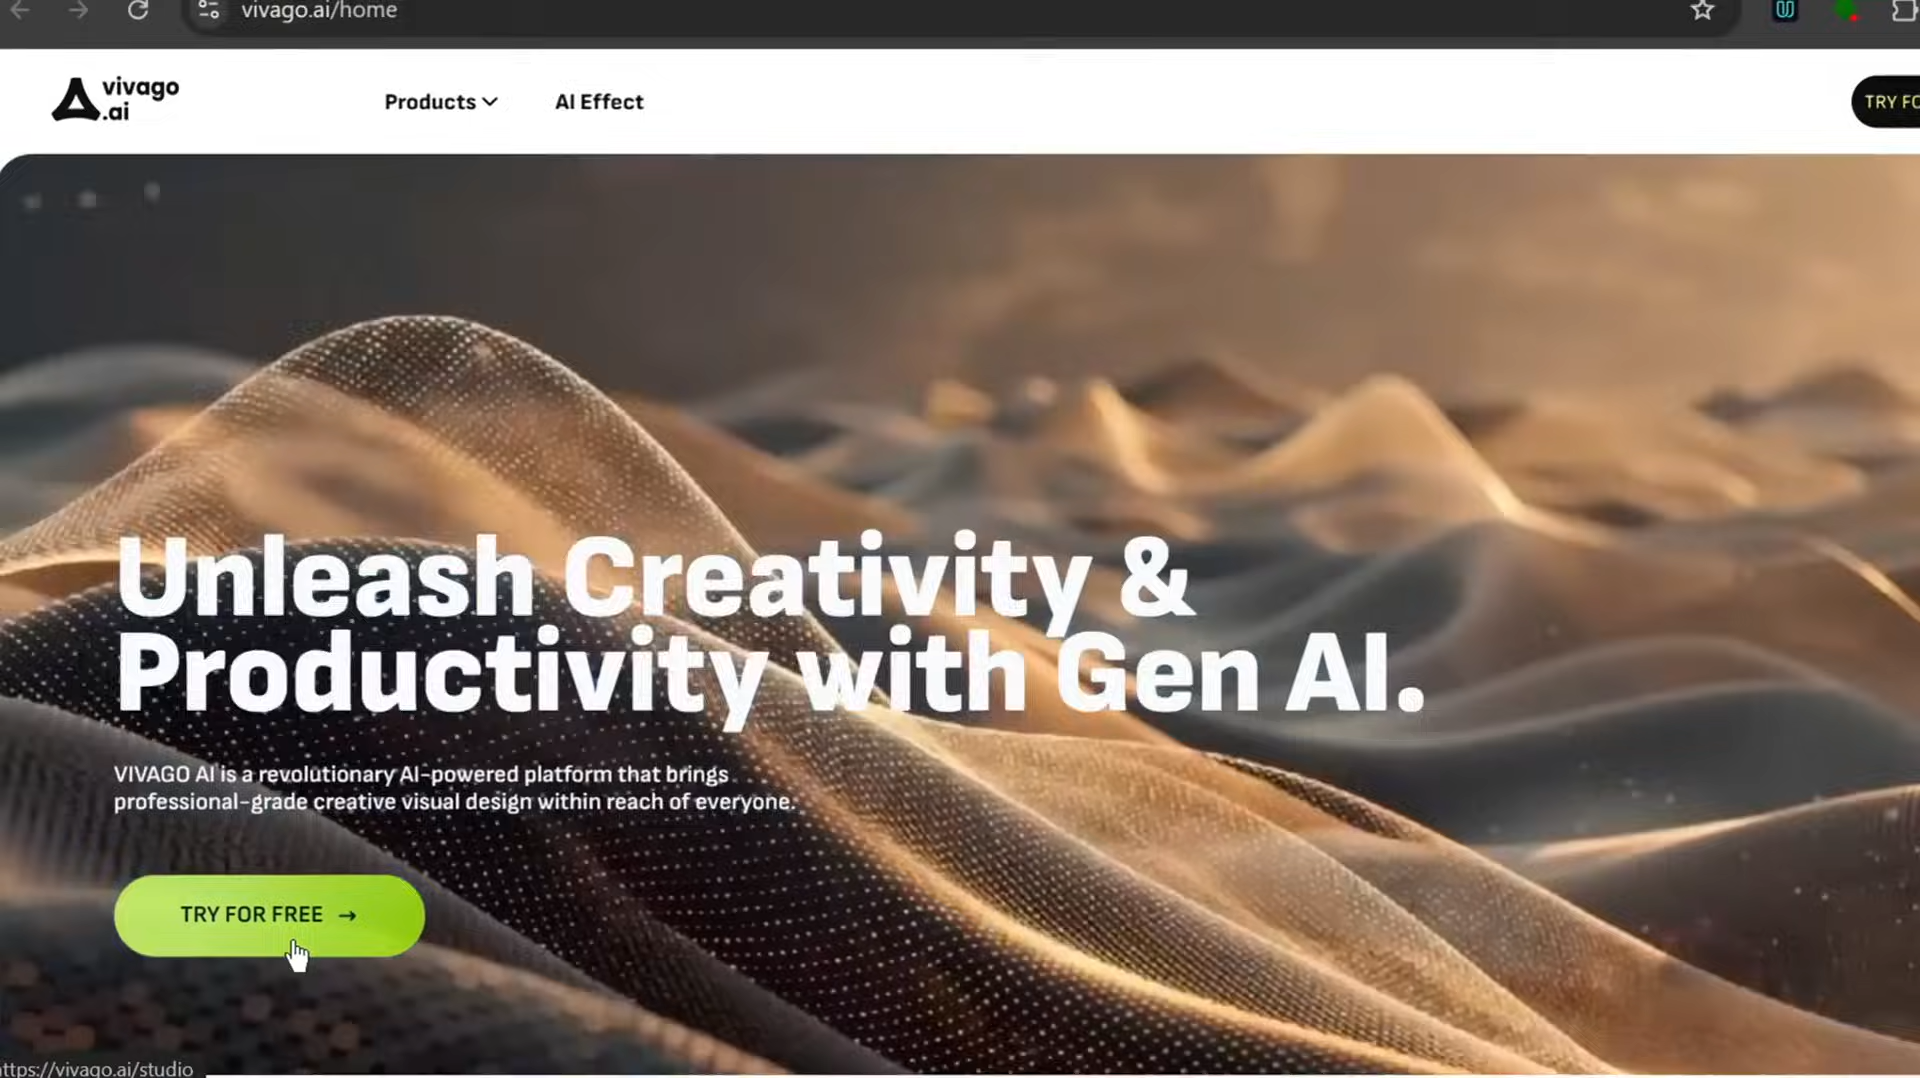 vivago.ai/home
vivago
.ai
Products
AI Effect
TRY FO
Unleash Creativity &
Productivity with Gen AI.
VIVAGO AI is a revolutionary AI-powered platform that brings
professional-grade creative visual design within reach of everyone.
TRY FOR FREE →
ttps://vivago.ai/studio